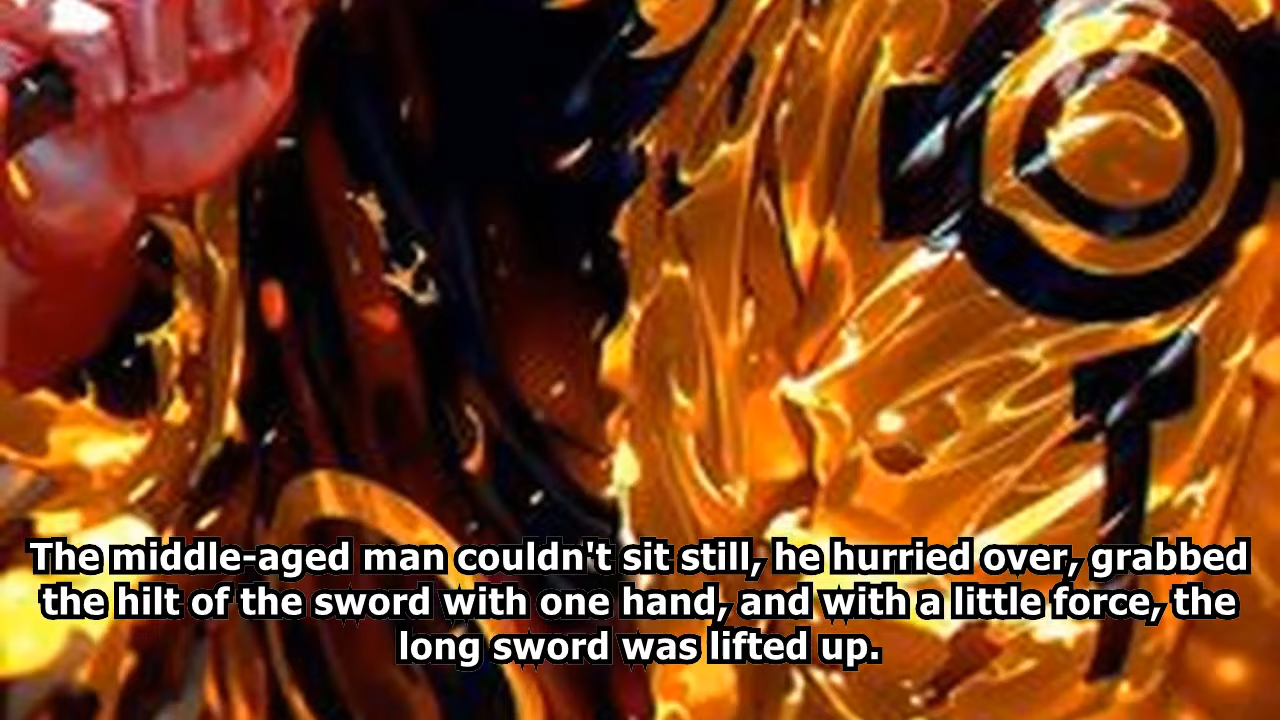 The middle-aged man couldn't sit still, he hurried over, grabbed
the hilt of the sword with one hand, and with a little force, the
long sword was lifted up.